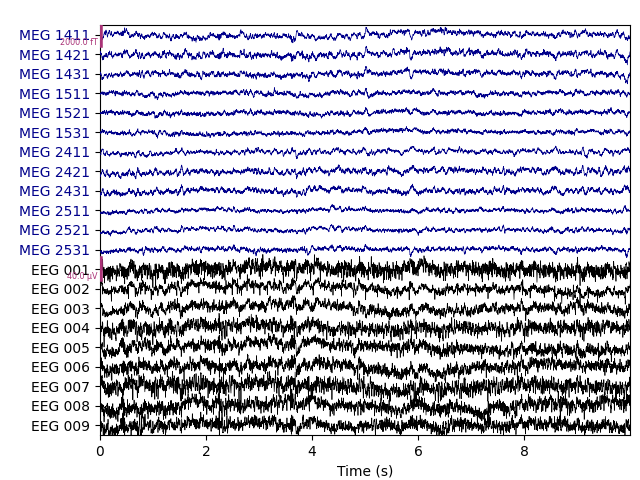 MEG 1411
2000.0 fT
MEG 1421
MEG 1431
MEG 1511
MEG 1521
MEG 1531
MEG 2411
MEG 2421
MEG 2431
MEG 2511
MEG 2521
MEG 2531
EEG 001
40.0 µV
EEG 002
EEG 003
EEG 004
EEG 005
EEG 006
EEG 007
EEG 008
EEG 009
0 2 4 6 8
Time (s)